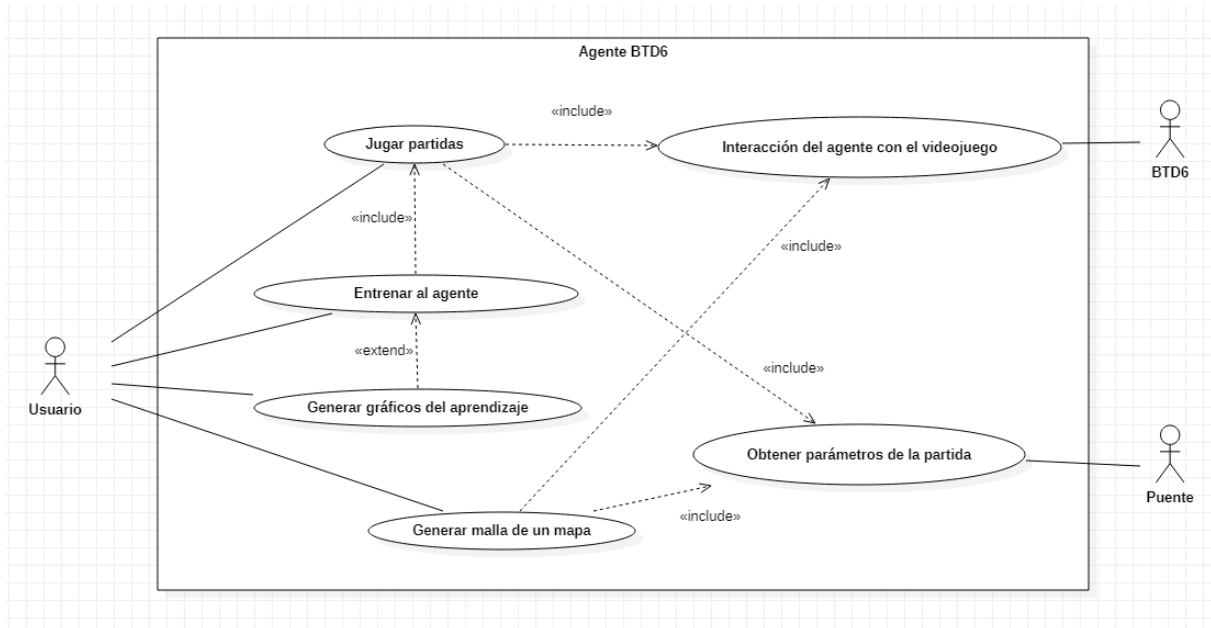 Agente BTD6
«include»
Jugar partidas
Interacción del agente con el videojuego
BTD6
«include»
«include»
Entrenar al agente
«extend»
«include»
Usuario
Generar gráficos del aprendizaje
Obtener parámetros de la partida
Puente
«include»
Generar malla de un mapa